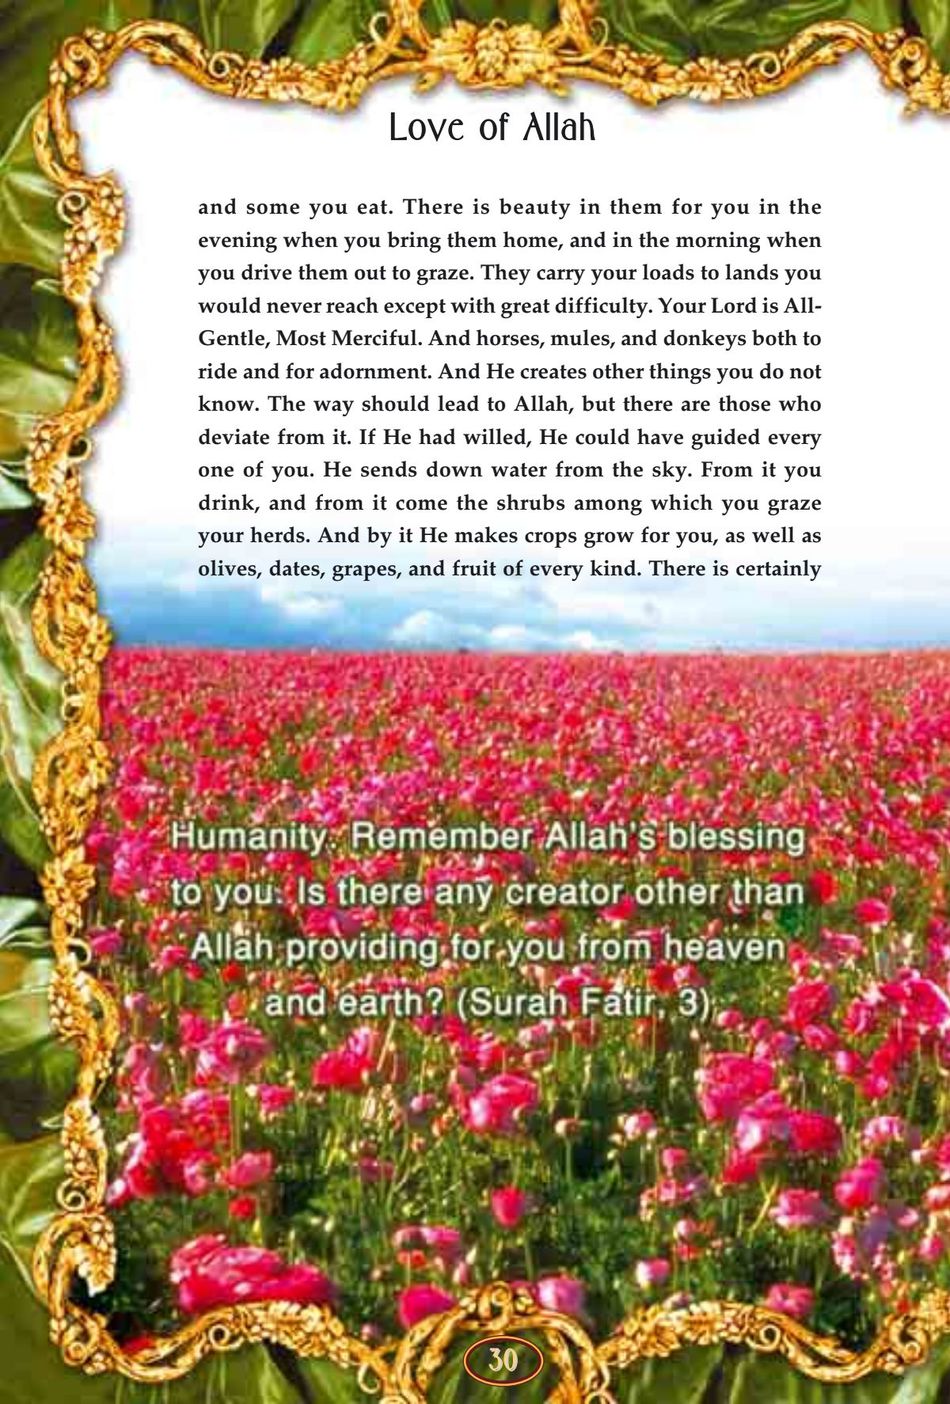 Love of Allah
and some you eat. There is beauty in them for you in the
evening when you bring them home, and in the morning when
you drive them out to graze. They carry your loads to lands you
would never reach except with great difficulty. Your Lord is All-
Gentle, Most Merciful. And horses, mules, and donkeys both to
ride and for adornment. And He creates other things you do not
know. The way should lead to Allah, but there are those who
deviate from it. If He had willed, He could have guided every
one of you. He sends down water from the sky. From it you
drink, and from it come the shrubs among which you graze
your herds. And by it He makes crops grow for you, as well as
olives, dates, grapes, and fruit of every kind. There is certainly
Humanity. Remember Allah's blessing
to you. Is there any creator other than
Allah providing for you from heaven
and earth? (Surah Fatir, 3)
30